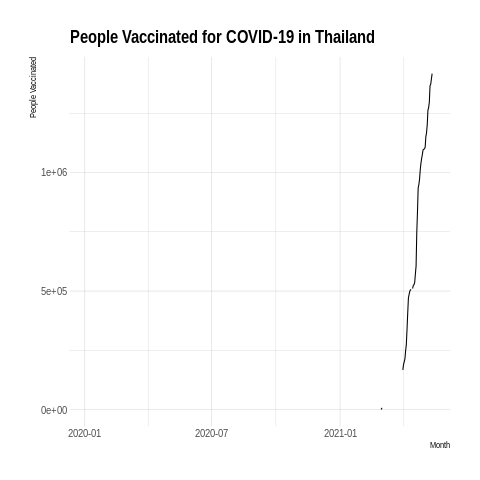 People Vaccinated for COVID-19 in Thailand
People Vaccinated
1e+06
5e+05
0e+00
2020-01
2020-07
2021-01
Month